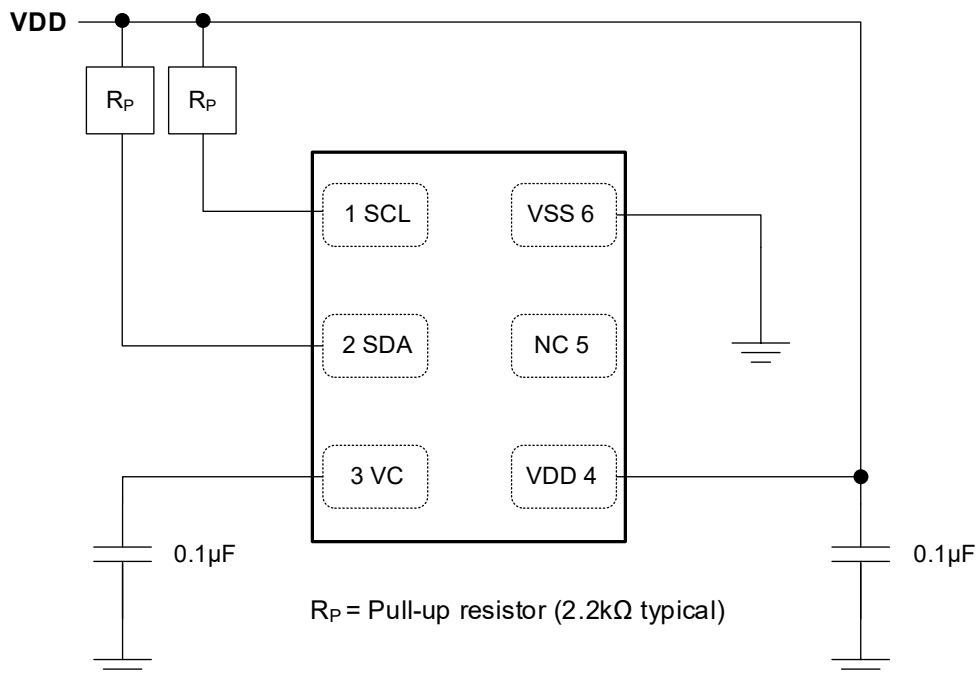 VDD
RP
RP
1 SCL
VSS 6
2 SDA
NC 5
3 VC
VDD 4
0.1µF
0.1µF
RP = Pull-up resistor (2.2kΩ typical)